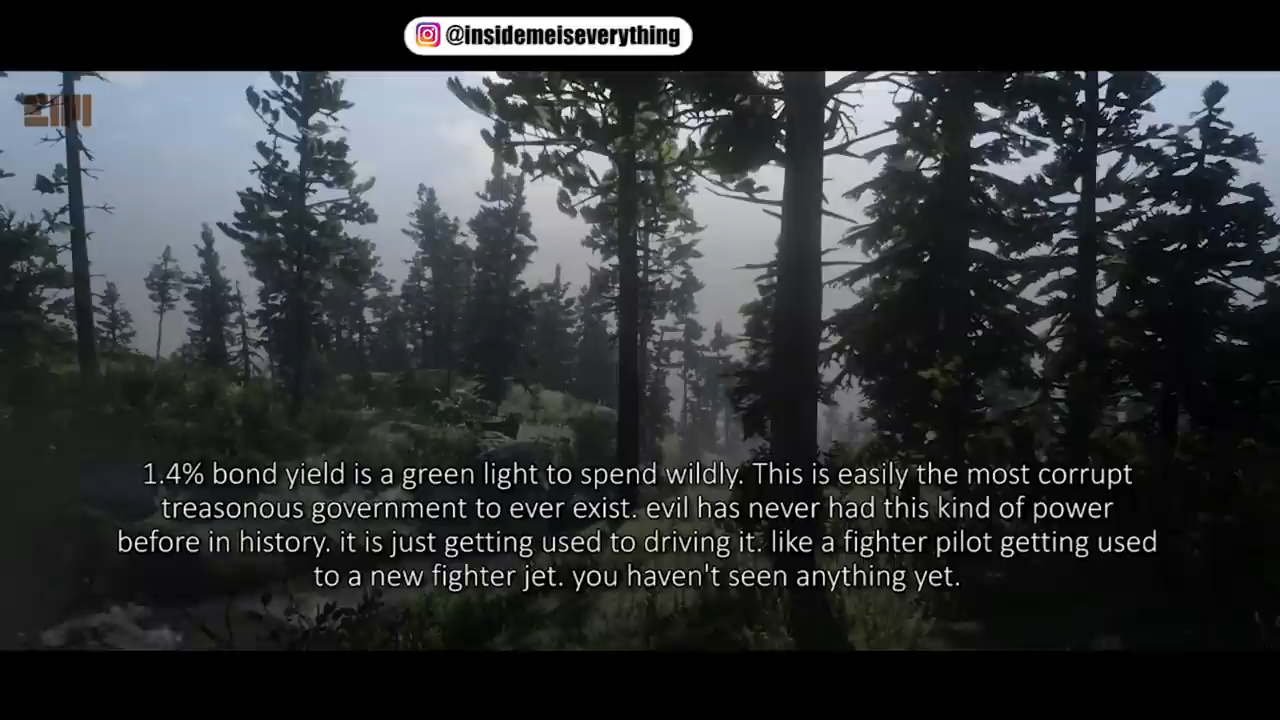 @insidemeiseverything
1.4% bond yield is a green light to spend wildly. This is easily the most corrupt
treasonous government to ever exist. evil has never had this kind of power
before in history. it is just getting used to driving it. like a fighter pilot getting used
to a new fighter jet. you haven't seen anything yet.